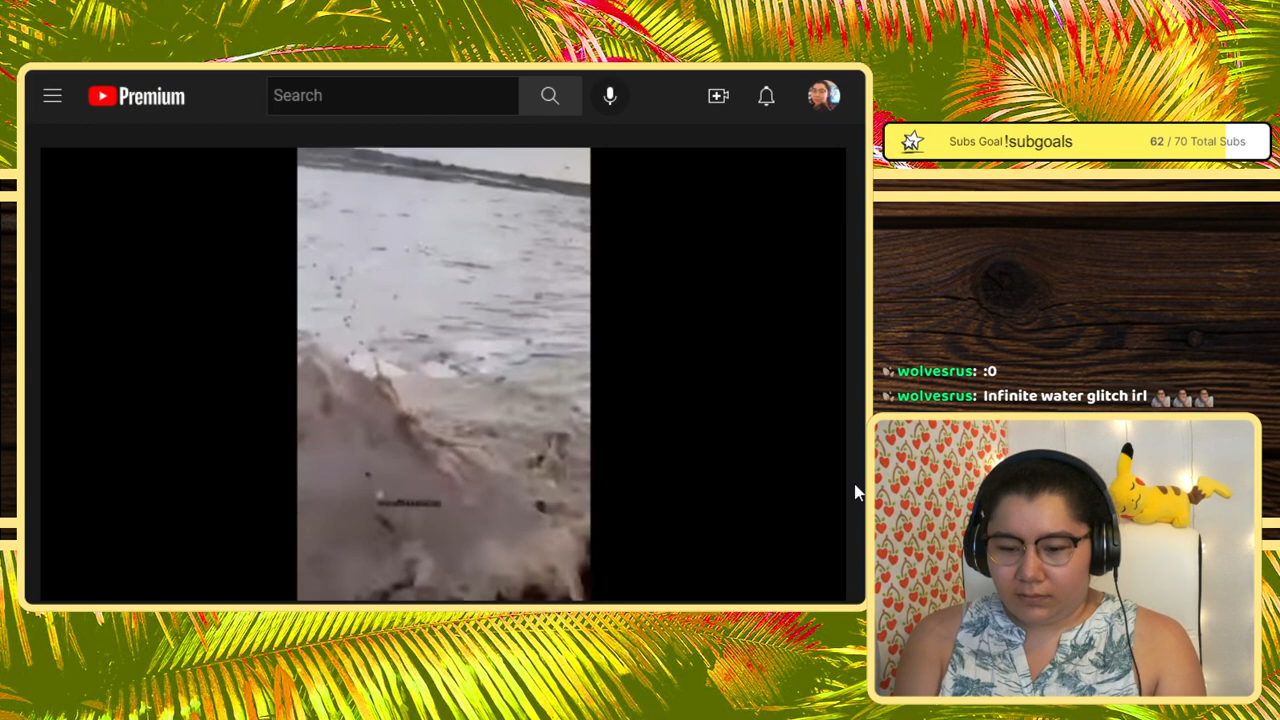 Premium
Search
Subs Goal !subgoals 62 / 70 Total Subs
wolvesrus: :0
wolvesrus: Infinite water glitch irl